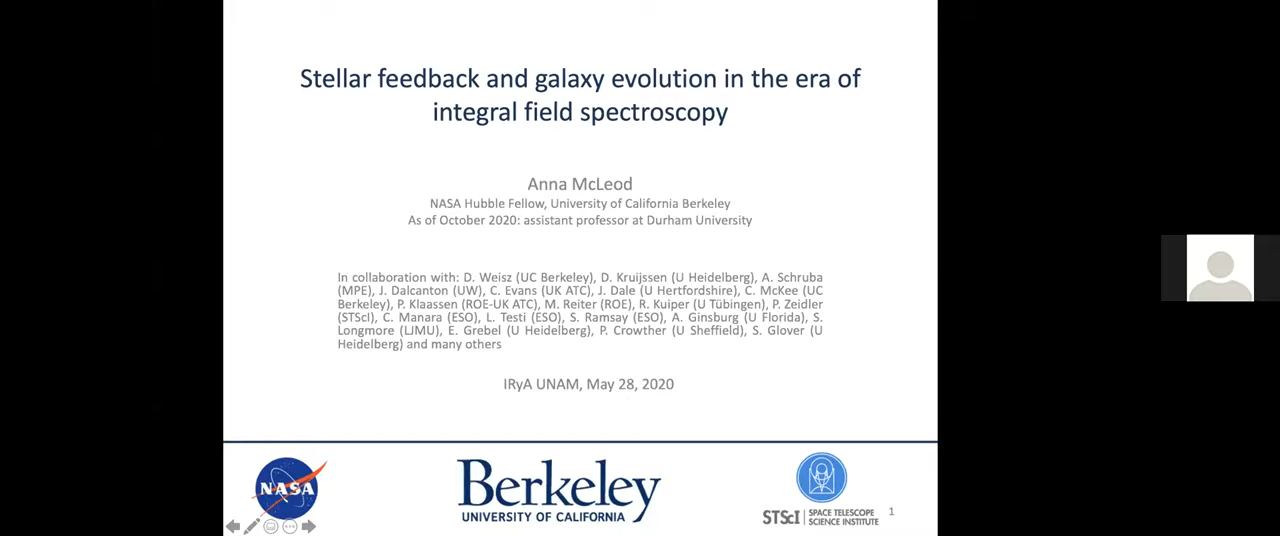 Stellar feedback and galaxy evolution in the era of
integral field spectroscopy
Anna McLeod
NASA Hubble Fellow, University of California Berkeley
As of October 2020: assistant professor at Durham University
In collaboration with: D. Weisz (UC Berkeley), D. Kruijssen (U Heidelberg), A. Schruba
(MPE), J. Dalcanton (UW), C. Evans (UK ATC), J. Dale (U Hertfordshire), C. McKee (UC
Berkeley), P. Klaassen (ROE-UK ATC), M. Reiter (ROE), R. Kuiper (U Tübingen), P. Zeidler
(STScI), C. Manara (ESO), L. Testi (ESO), S. Ramsay (ESO), A. Ginsburg (U Florida), S.
Longmore (LJMU), E. Grebel (U Heidelberg), P. Crowther (U Sheffield), S. Glover (U
Heidelberg) and many others
IRyA UNAM, May 28, 2020
NASA
Berkeley
UNIVERSITY OF CALIFORNIA
STScI
SPACE TELESCOPE
SCIENCE INSTITUTE
1